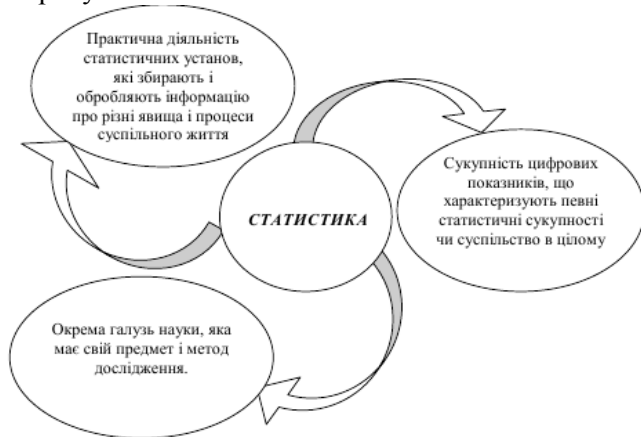 Практична діяльність
статистичних установ,
які збирають і
обробляють інформацію
про різні явища і процеси
суспільного життя
Сукупність цифрових
показників, що
характеризують певні
статистичні сукупності
чи суспільство в цілому
СТАТИСТИКА
Окрема галузь науки, яка
має свій предмет і метод
дослідження.